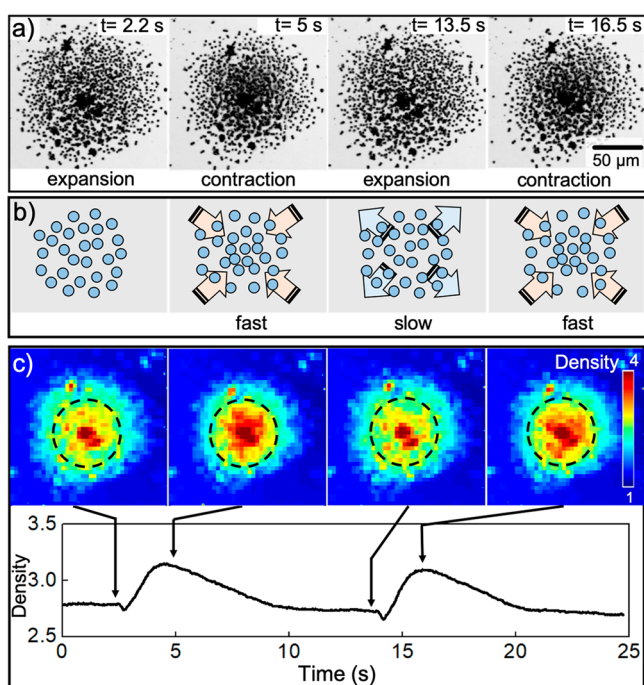 a)
t= 2.2 s
t= 5 s
t= 13.5 s
t= 16.5 s
50 µm
expansion
contraction
expansion
contraction
b)
fast
slow
fast
c)
Density
4
1
3.5
3.0
2.5
Density
0
5
10
15
20
25
Time (s)